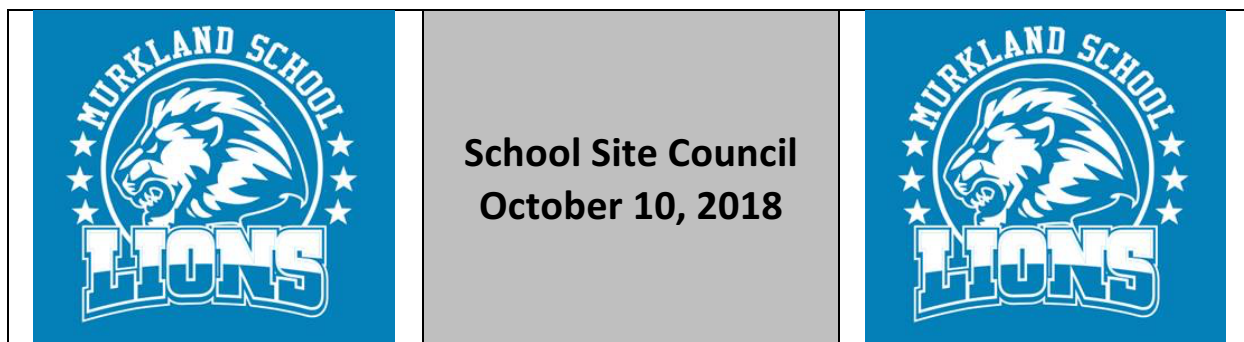 MURKLAND SCHOOL
LIONS
School Site Council
October 10, 2018
MURKLAND SCHOOL
LIONS